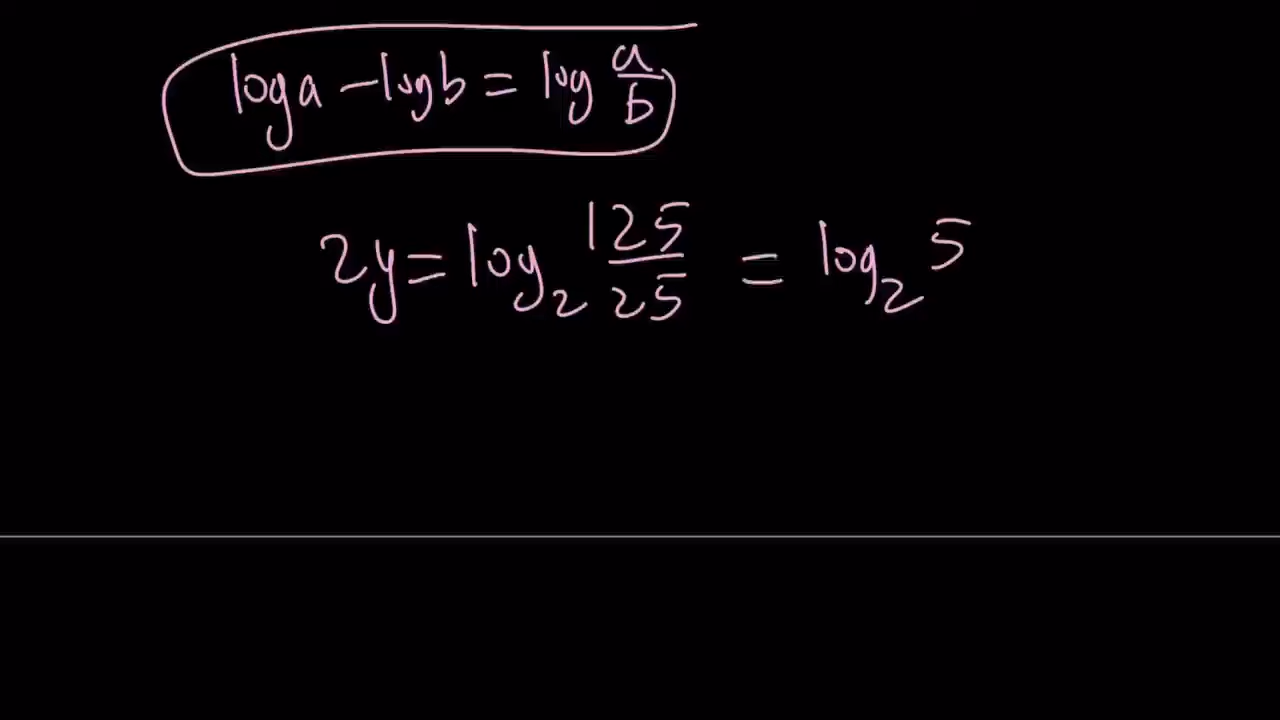 log a − log b = log a/b
2y = log₂ 125/25 = log₂ 5